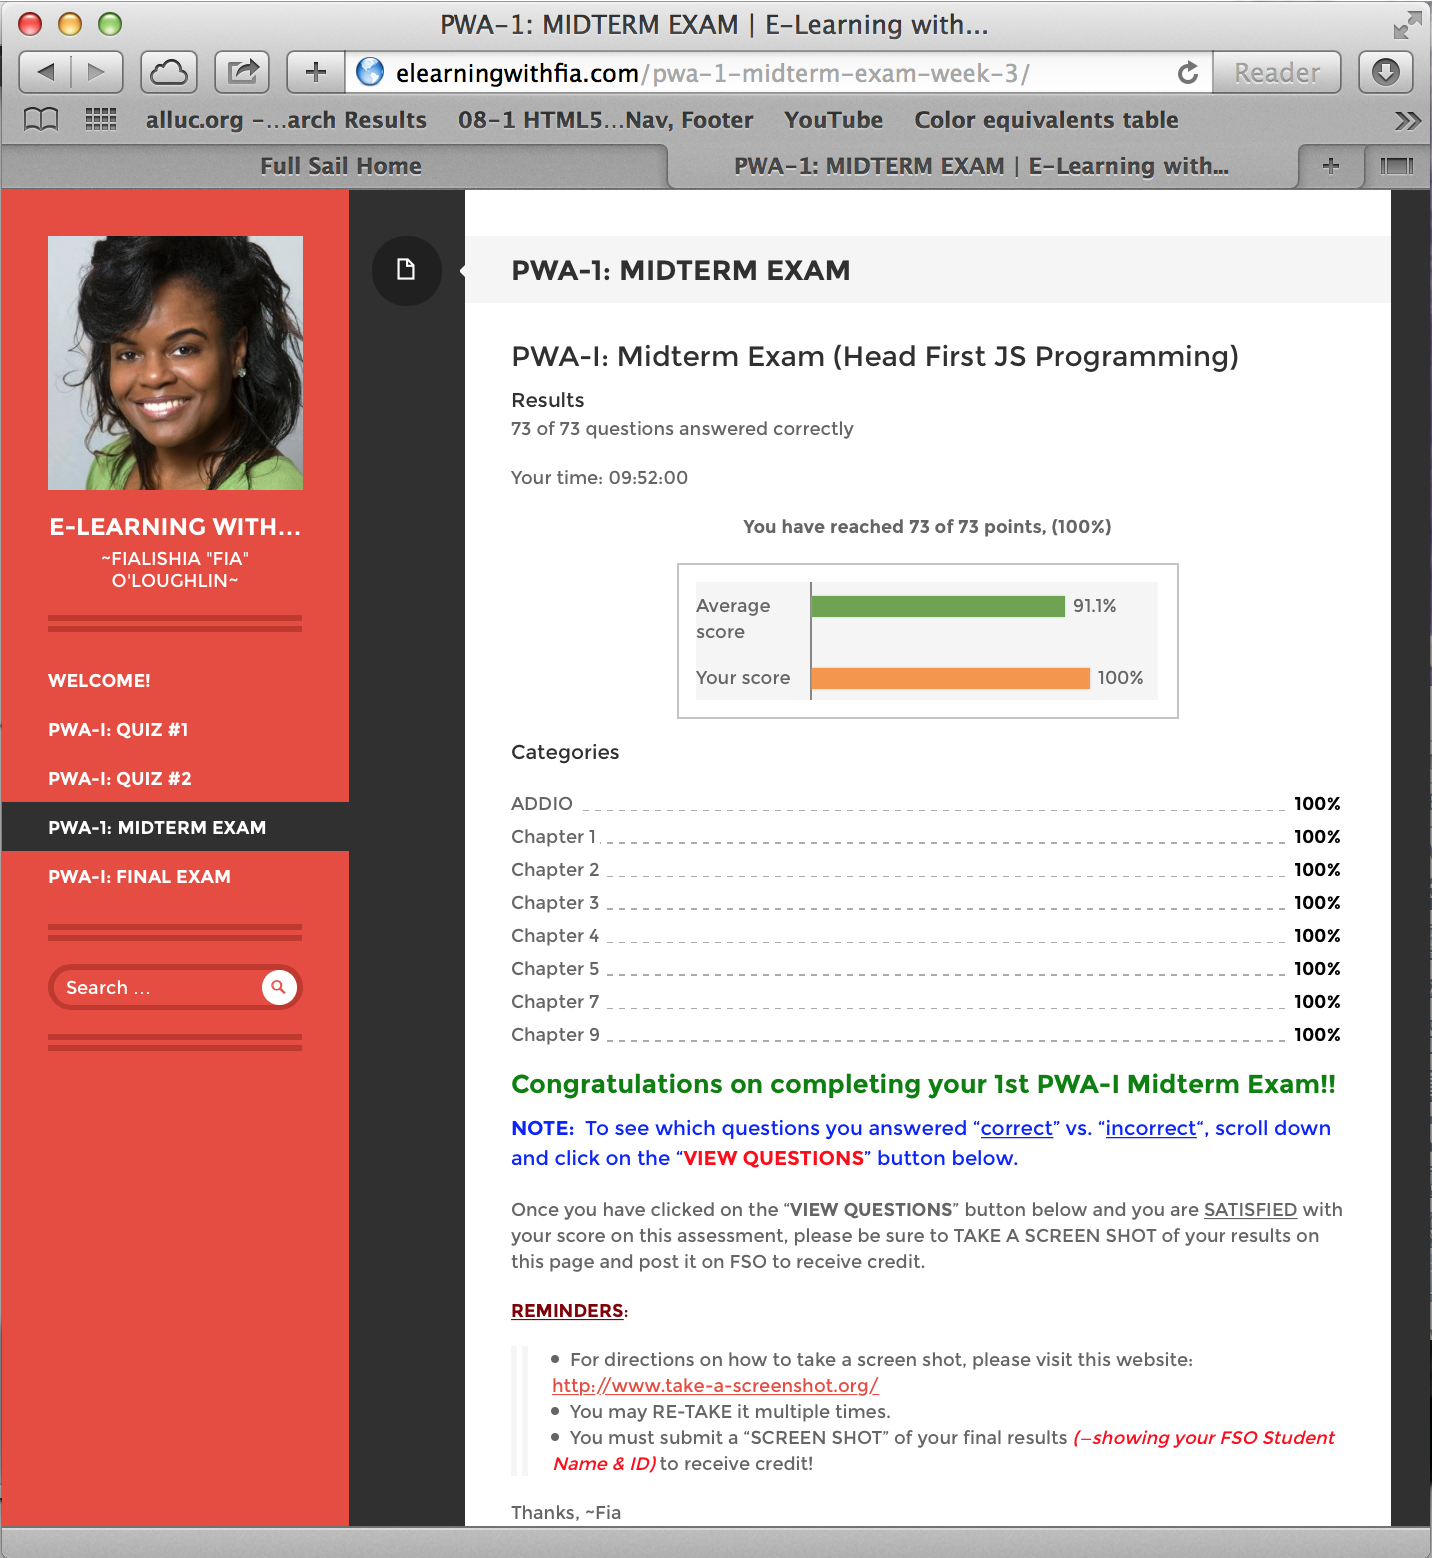 PWA-1: MIDTERM EXAM | E-Learning with...
elearningwithfia.com/pwa-1-midterm-exam-week-3/
Reader
alluc.org -...arch Results 08-1 HTML5...Nav, Footer YouTube Color equivalents table
Full Sail Home
PWA-1: MIDTERM EXAM | E-Learning with...
E-LEARNING WITH...
~FIALISHIA "FIA"
O'LOUGHLIN~
WELCOME!
PWA-I: QUIZ #1
PWA-I: QUIZ #2
PWA-1: MIDTERM EXAM
PWA-I: FINAL EXAM
Search ...
PWA-1: MIDTERM EXAM
PWA-I: Midterm Exam (Head First JS Programming)
Results
73 of 73 questions answered correctly
Your time: 09:52:00
You have reached 73 of 73 points, (100%)
Average
score
91.1%
Your score 100%
Categories
ADDIO 100%
Chapter 1 100%
Chapter 2 100%
Chapter 3 100%
Chapter 4 100%
Chapter 5 100%
Chapter 7 100%
Chapter 9 100%
Congratulations on completing your 1st PWA-I Midterm Exam!!
NOTE: To see which questions you answered “correct” vs. “incorrect“, scroll down
and click on the “VIEW QUESTIONS” button below.
Once you have clicked on the “VIEW QUESTIONS” button below and you are SATISFIED with
your score on this assessment, please be sure to TAKE A SCREEN SHOT of your results on
this page and post it on FSO to receive credit.
REMINDERS:
• For directions on how to take a screen shot, please visit this website:
http://www.take-a-screenshot.org/
• You may RE-TAKE it multiple times.
• You must submit a “SCREEN SHOT” of your final results (–showing your FSO Student
Name & ID) to receive credit!
Thanks, ~Fia